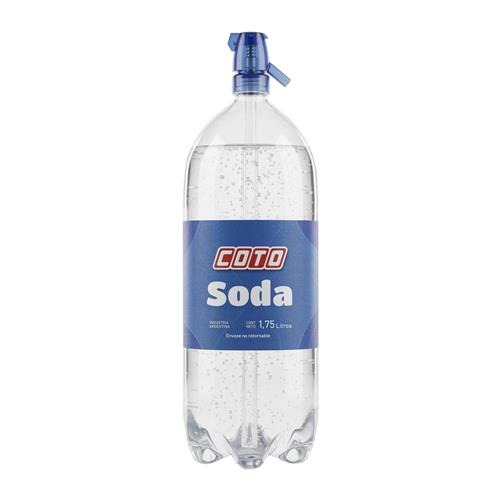 COTO
Soda
INDUSTRIA
ARGENTINA
CONT.
NETO
1,75 Litros
Envase no retornable